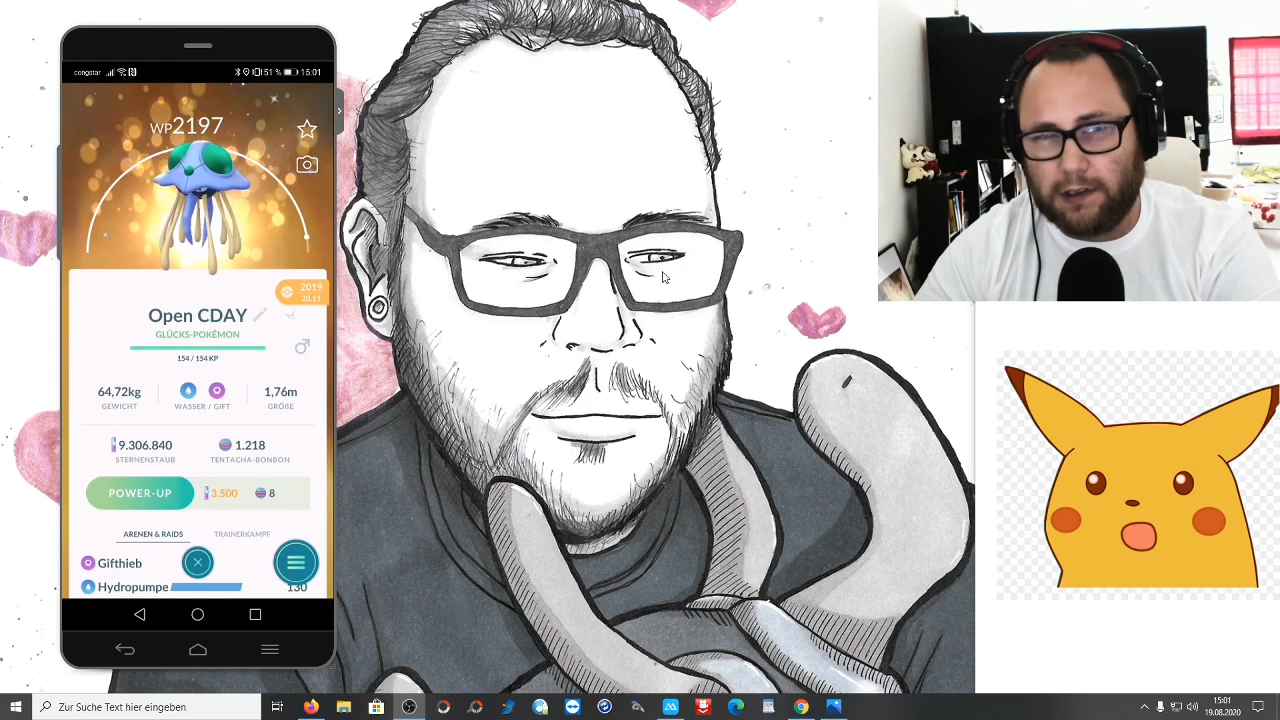 congstar 51 % 15:01
WP2197
2019
20.11
Open CDAY
GLÜCKS-POKÉMON
154 / 154 KP
64,72kg WASSER / GIFT 1,76m
GEWICHT GRÖßE
9.306.840 1.218
STERNENSTAUB TENTACHA-BONBON
POWER-UP 3.500 8
ARENEN & RAIDS TRAINERKAMPF
Gifthieb
Hydropumpe 130
Zur Suche Text hier eingeben
15:01
19.08.2020